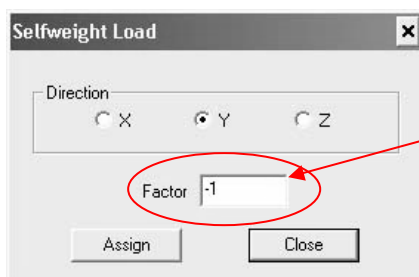 Selfweight Load
Direction
X Y Z
Factor -1
Assign Close